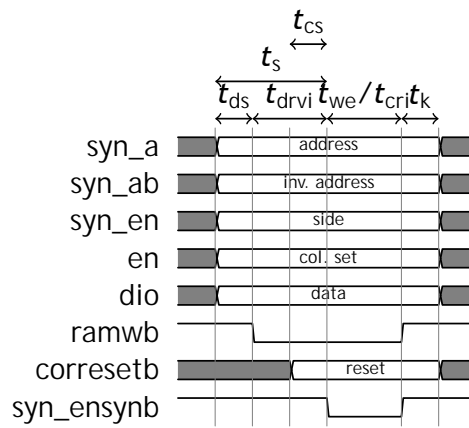 tcs
ts
tds tdrvi twe/tcri tk
syn_a address
syn_ab inv. address
syn_en side
en col. set
dio data
ramwb
corresetb reset
syn_ensynb